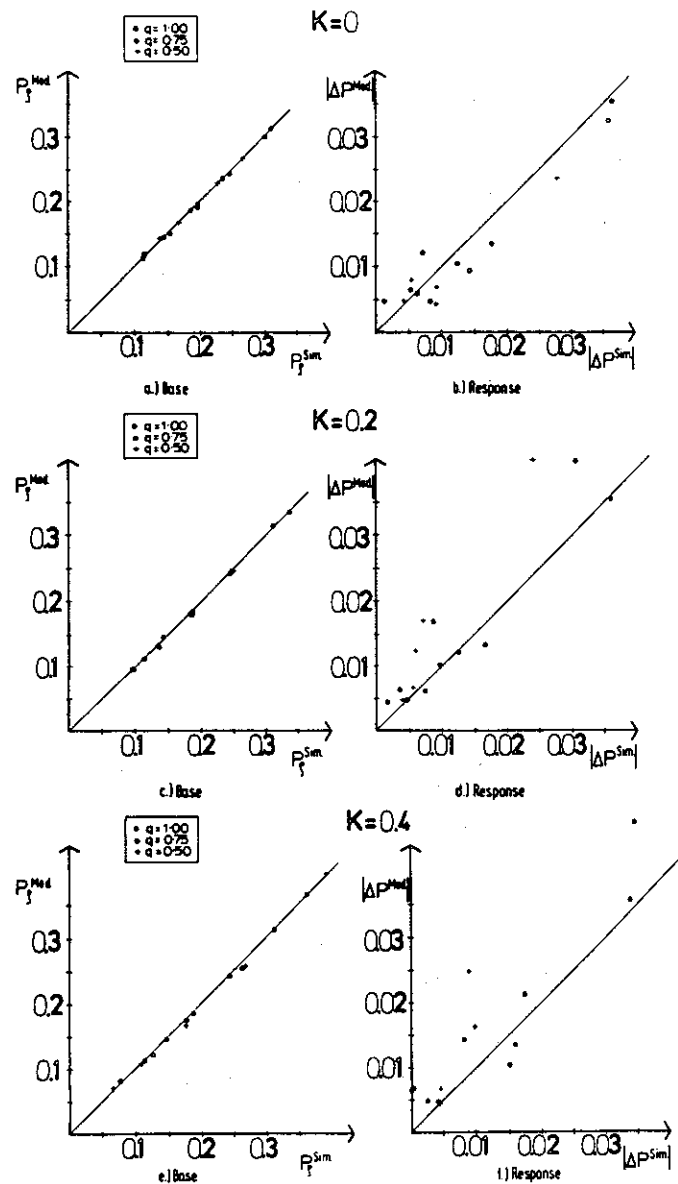 K=0
q = 1·00
q = 0·75
q = 0·50
Pʃ Mod.
0.3
0.2
0.1
0.1 0.2 0.3
Pʃ Sim.
a.) Base
|ΔP Mod.|
0.03
0.02
0.01
0.01 0.02 0.03
|ΔP Sim.|
b.) Response
K=0.2
q = 1·00
q = 0·75
q = 0·50
Pʃ Mod.
0.3
0.2
0.1
0.1 0.2 0.3
Pʃ Sim.
c.) Base
|ΔP Mod.|
0.03
0.02
0.01
0.01 0.02 0.03
|ΔP Sim.|
d.) Response
K=0.4
q = 1·00
q = 0·75
q = 0·50
Pʃ Mod.
0.3
0.2
0.1
0.1 0.2 0.3
Pʃ Sim.
e.) Base
|ΔP Mod.|
0.03
0.02
0.01
0.01 0.02 0.03
|ΔP Sim.|
f.) Response